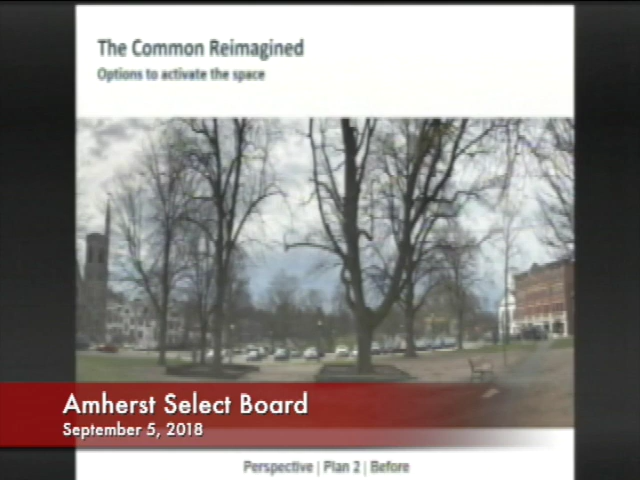 The Common Reimagined
Options to activate the space
Amherst Select Board
September 5, 2018
Perspective | Plan 2 | Before